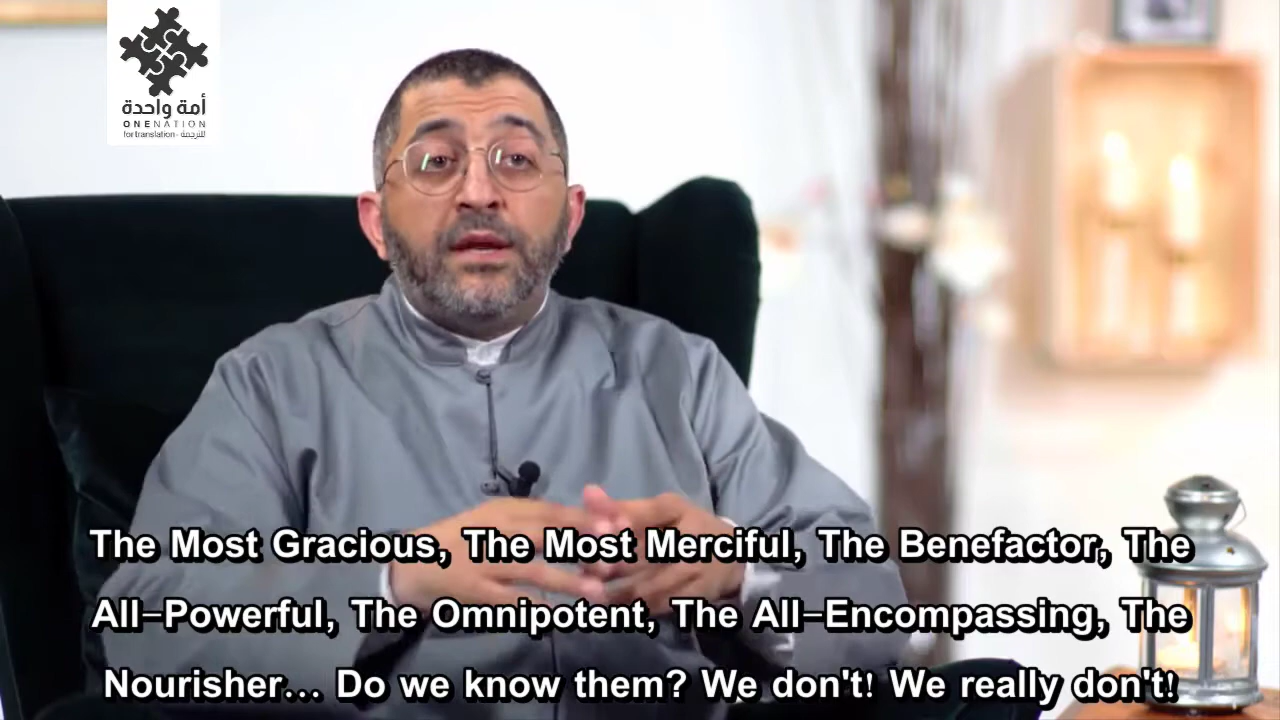 أمة واحدة
ONENATION
for translation - للترجمة
The Most Gracious, The Most Merciful, The Benefactor, The
All–Powerful, The Omnipotent, The All–Encompassing, The
Nourisher... Do we know them? We don't! We really don't!